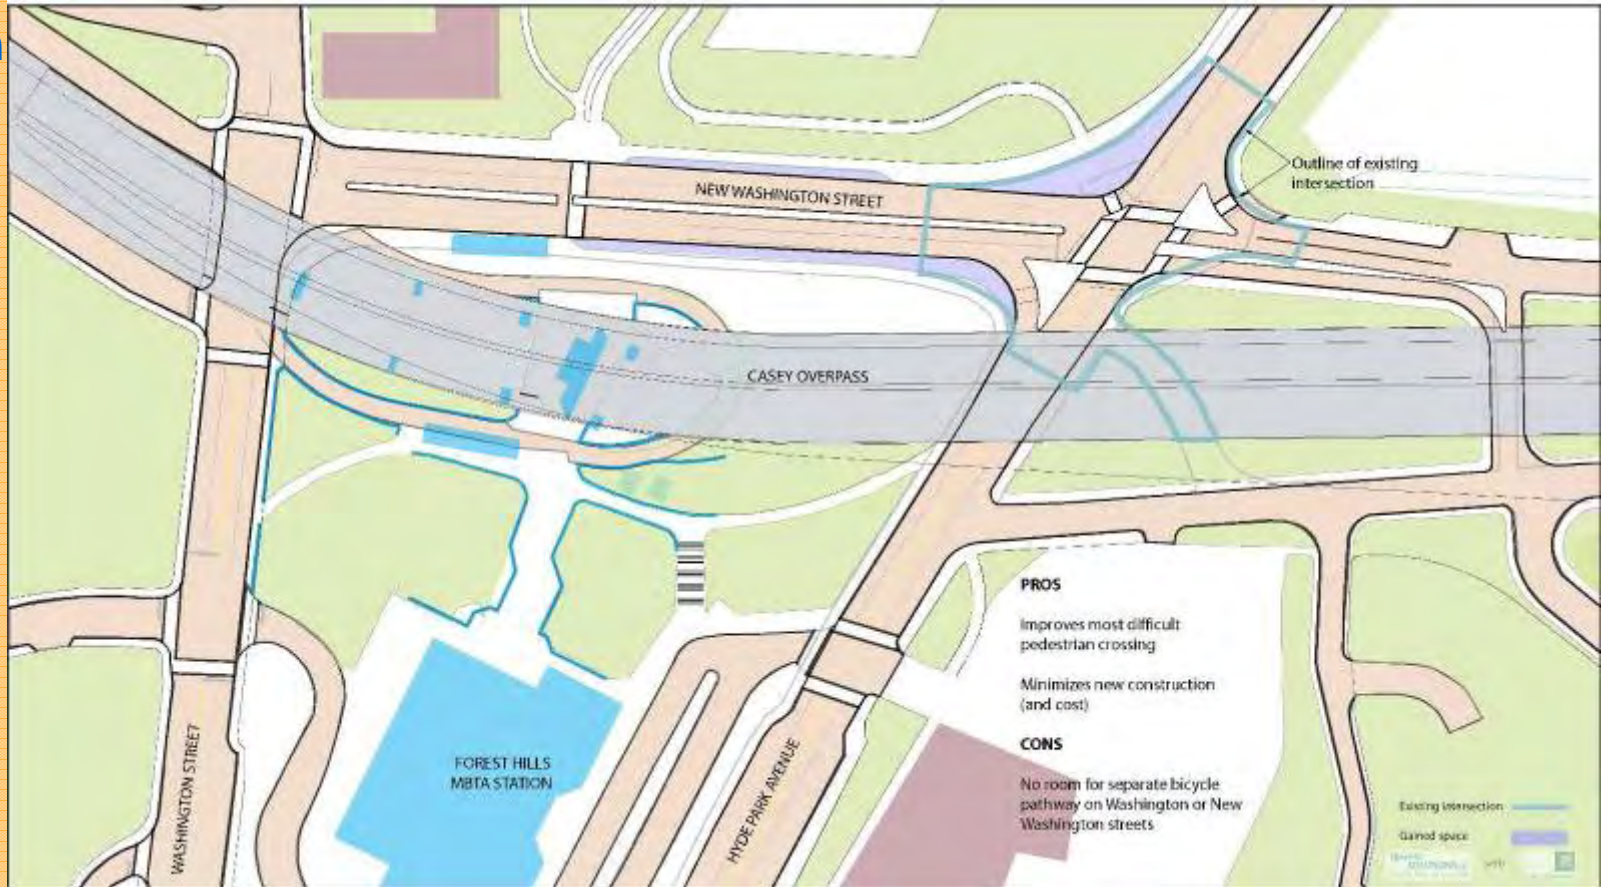 Outline of existing
intersection
NEW WASHINGTON STREET
CASEY OVERPASS
PROS
Improves most difficult
pedestrian crossing
Minimizes new construction
(and cost)
CONS
No room for separate bicycle
pathway on Washington or New
Washington streets
FOREST HILLS
MBTA STATION
WASHINGTON STREET
HYDE PARK AVENUE
Existing intersection
Gained space
with